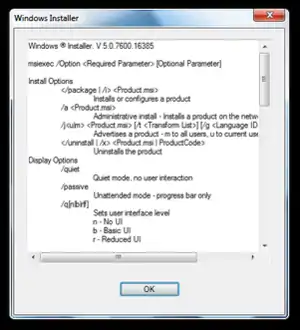 Windows Installer
Windows ® Installer. V 5.0.7600.16385
msiexec /Option <Required Parameter> [Optional Parameter]
Install Options
</package | /i> <Product.msi>
Installs or configures a product
/a <Product.msi>
Administrative install - Installs a product on the netw
/j<u|m> <Product.msi> [/t <Transform List>] [/g <Language ID
Advertises a product - m to all users, u to current use
</uninstall | /x> <Product.msi | ProductCode>
Uninstalls the product
Display Options
/quiet
Quiet mode, no user interaction
/passive
Unattended mode - progress bar only
/q[n|b|r|f]
Sets user interface level
n - No UI
b - Basic UI
r - Reduced UI
OK